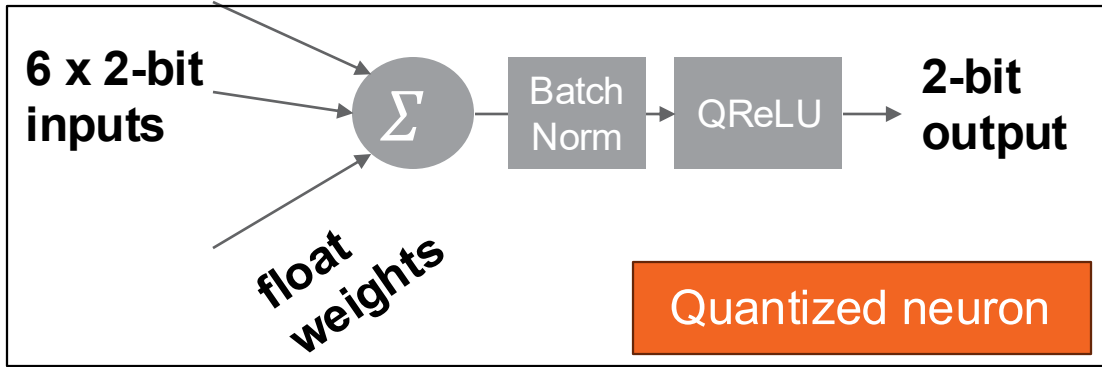 6 x 2-bit
inputs
Σ
Batch
Norm
QReLU
2-bit
output
float
weights
Quantized neuron